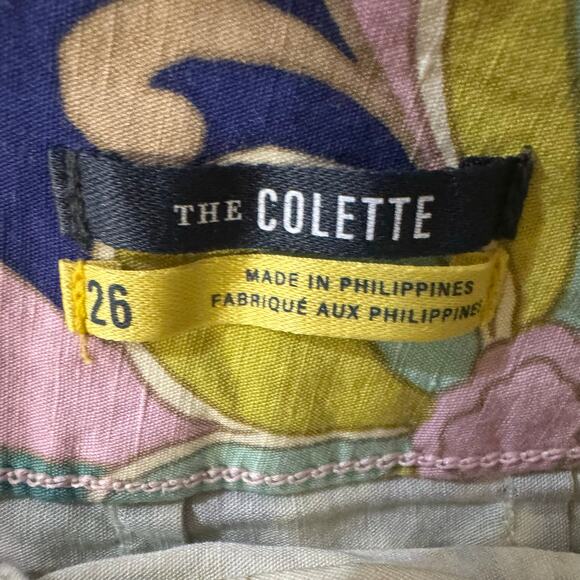 THE COLETTE
26
MADE IN PHILIPPINES
FABRIQUÉ AUX PHILIPPINES